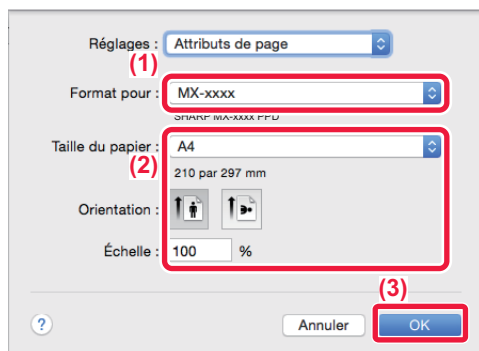 Réglages : Attributs de page
(1)
Format pour : MX-xxxx
SHARP MX-xxxx PPD
Taille du papier : A4
(2)
210 par 297 mm
Orientation :
Échelle : 100 %
(3)
? Annuler OK